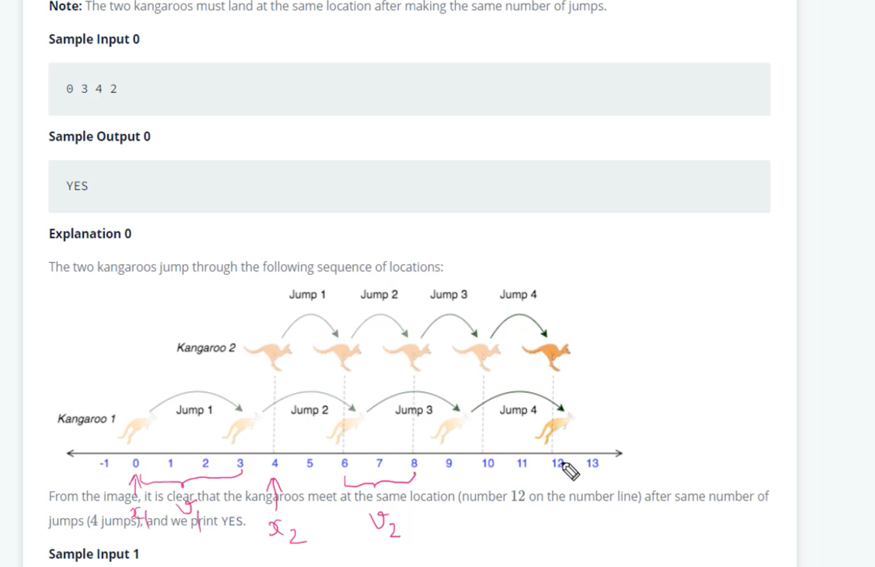 Note: The two kangaroos must land at the same location after making the same number of jumps.
Sample Input 0
0 3 4 2
Sample Output 0
YES
Explanation 0
The two kangaroos jump through the following sequence of locations:
Jump 1 Jump 2 Jump 3 Jump 4
Kangaroo 2
Jump 1 Jump 2 Jump 3 Jump 4
Kangaroo 1
-1 0 1 2 3 4 5 6 7 8 9 10 11 12 13
From the image, it is clear that the kangaroos meet at the same location (number 12 on the number line) after same number of
jumps (4 jumps), and we print YES.
x1 v1 x2 v2
Sample Input 1